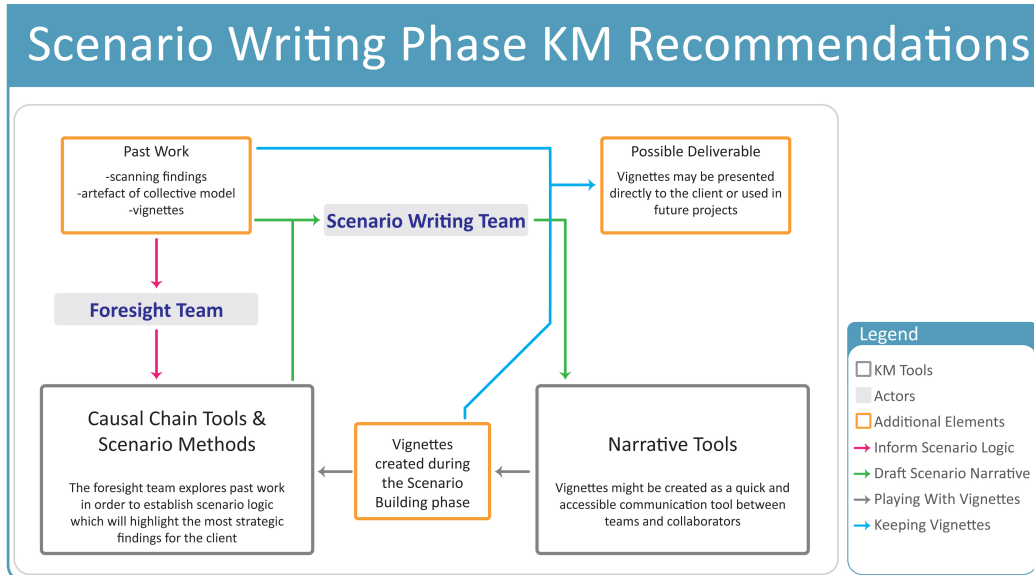 Scenario Writing Phase KM Recommendations
Past Work
-scanning findings
-artefact of collective model
-vignettes
Possible Deliverable
Vignettes may be presented
directly to the client or used in
future projects
Scenario Writing Team
Foresight Team
Causal Chain Tools &
Scenario Methods
The foresight team explores past work
in order to establish scenario logic
which will highlight the most strategic
findings for the client
Vignettes
created during
the Scenario
Building phase
Narrative Tools
Vignettes might be created as a quick and
accessible communication tool between
teams and collaborators
Legend
KM Tools
Actors
Additional Elements
Inform Scenario Logic
Draft Scenario Narrative
Playing With Vignettes
Keeping Vignettes